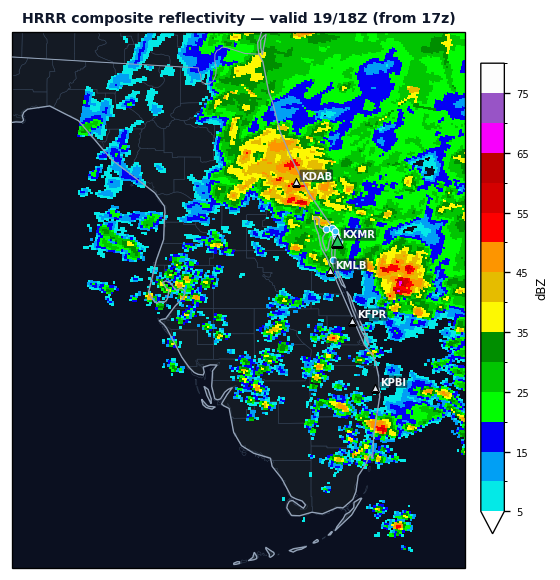 HRRR composite reflectivity — valid 19/18Z (from 17z)
KDAB
KXMR
KMLB
KFPR
KPBI
75
65
55
45
35
25
15
5
dBZ